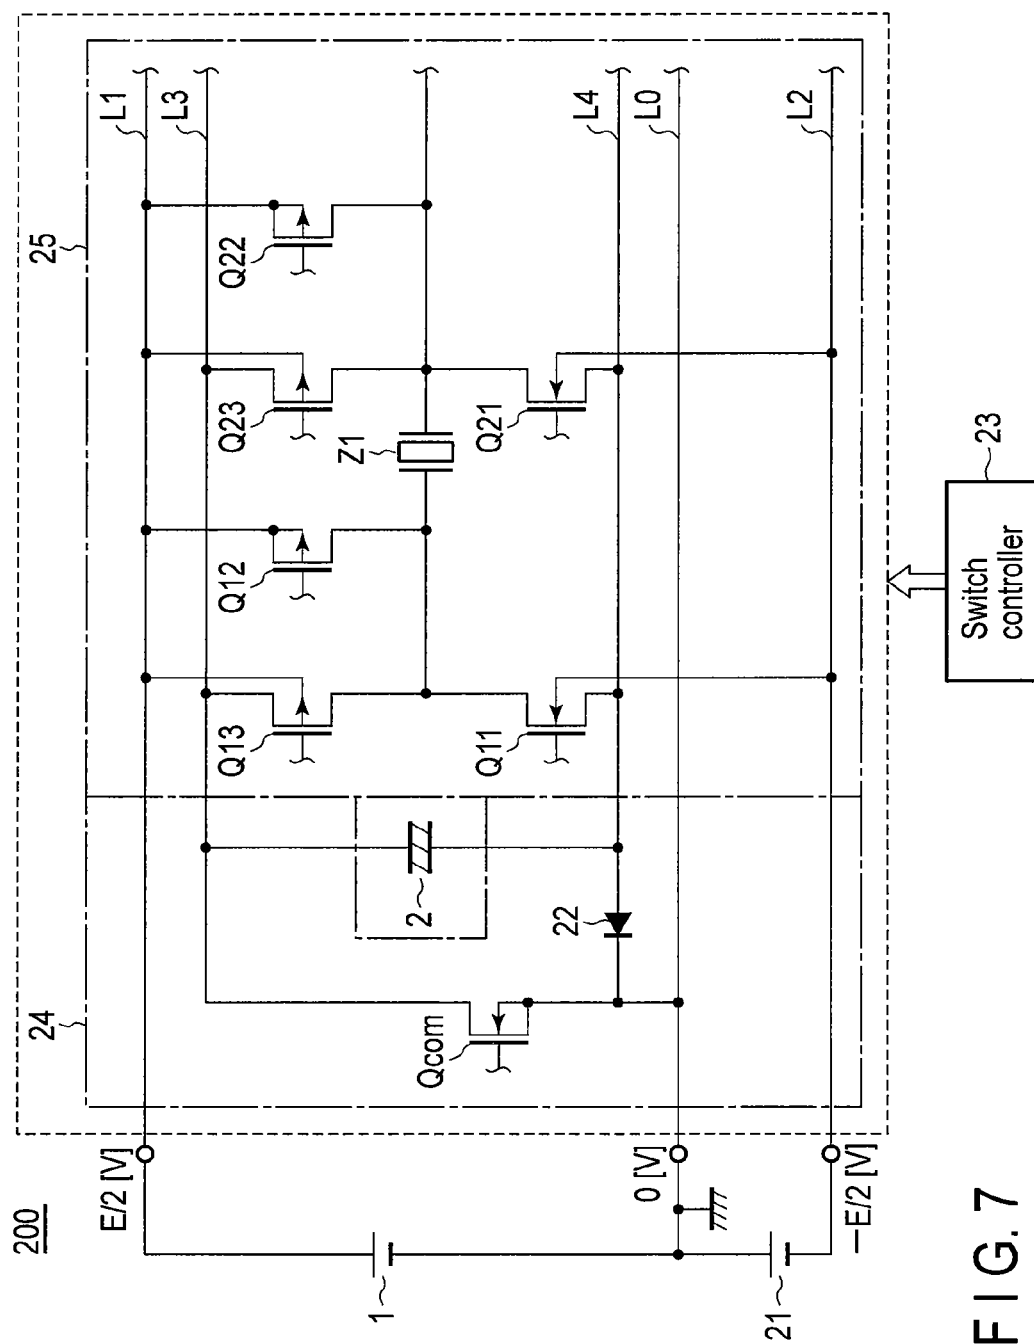 200
E/2 [V]
0 [V]
−E/2 [V]
1
21
24
25
L1
L3
L4
L0
L2
Qcom
2
22
Q13
Q12
Q23
Q22
Z1
Q11
Q21
23
Switch
controller
FIG. 7